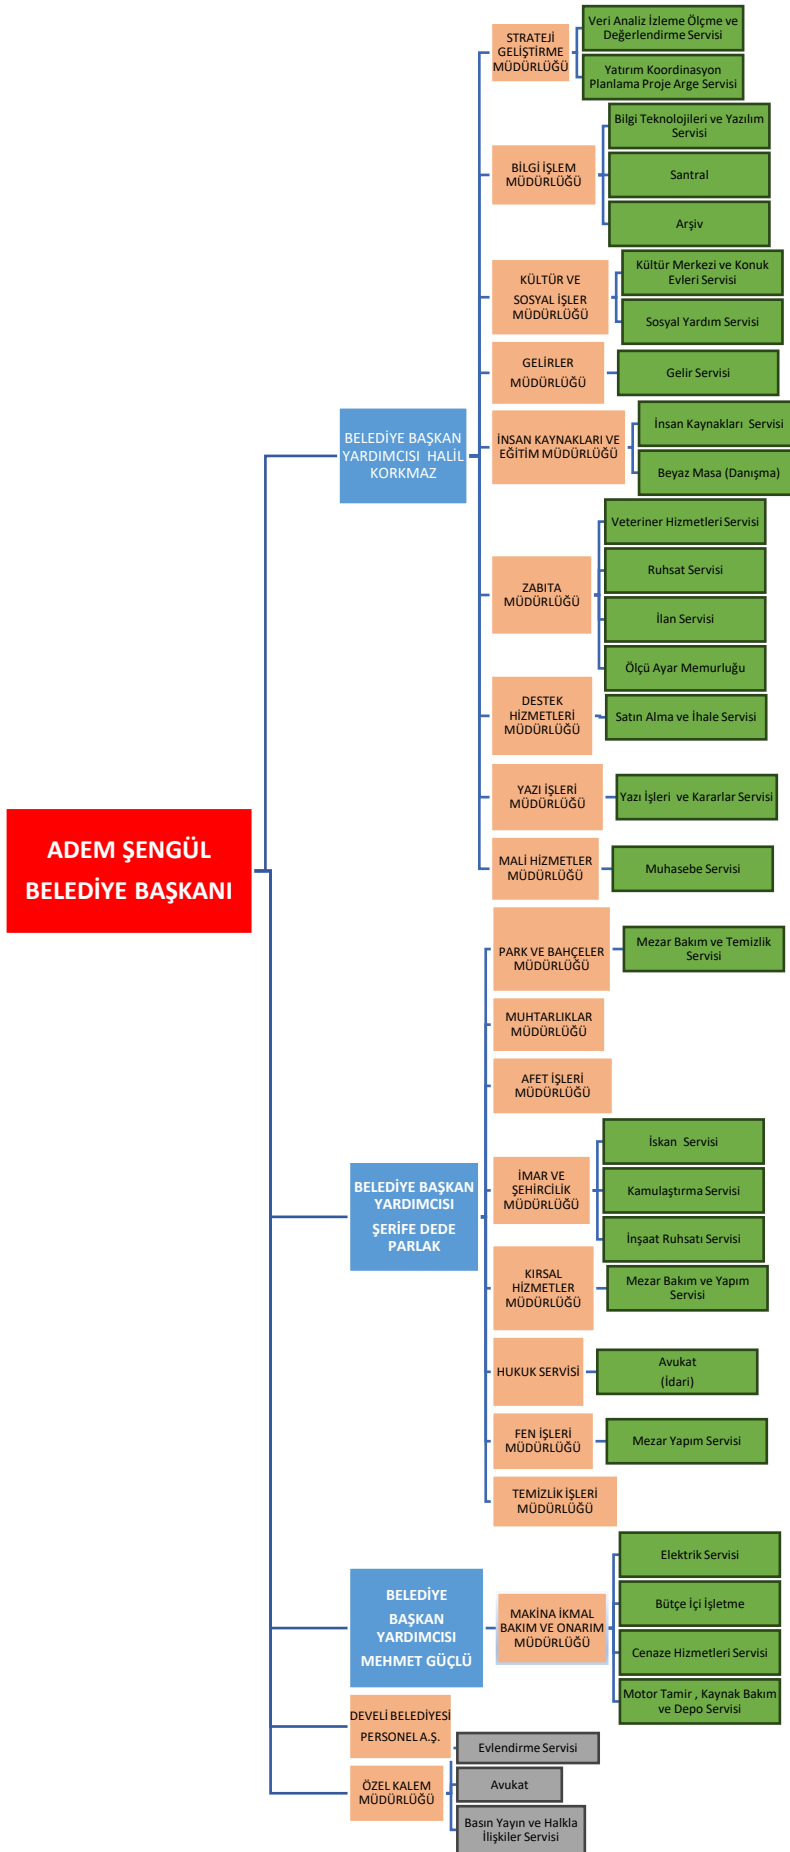 ADEM ŞENGÜL
BELEDİYE BAŞKANI
BELEDİYE BAŞKAN
YARDIMCISI HALİL
KORKMAZ
STRATEJİ
GELİŞTİRME
MÜDÜRLÜĞÜ
Veri Analiz İzleme Ölçme ve
Değerlendirme Servisi
Yatırım Koordinasyon
Planlama Proje Arge Servisi
BİLGİ İŞLEM
MÜDÜRLÜĞÜ
Bilgi Teknolojileri ve Yazılım
Servisi
Santral
Arşiv
KÜLTÜR VE
SOSYAL İŞLER
MÜDÜRLÜĞÜ
Kültür Merkezi ve Konuk
Evleri Servisi
Sosyal Yardım Servisi
GELİRLER
MÜDÜRLÜĞÜ
Gelir Servisi
İNSAN KAYNAKLARI VE
EĞİTİM MÜDÜRLÜĞÜ
İnsan Kaynakları Servisi
Beyaz Masa (Danışma)
ZABITA
MÜDÜRLÜĞÜ
Veteriner Hizmetleri Servisi
Ruhsat Servisi
İlan Servisi
Ölçü Ayar Memurluğu
DESTEK
HİZMETLERİ
MÜDÜRLÜĞÜ
Satın Alma ve İhale Servisi
YAZI İŞLERİ
MÜDÜRLÜĞÜ
Yazı İşleri ve Kararlar Servisi
MALİ HİZMETLER
MÜDÜRLÜĞÜ
Muhasebe Servisi
BELEDİYE BAŞKAN
YARDIMCISI
ŞERİFE DEDE
PARLAK
PARK VE BAHÇELER
MÜDÜRLÜĞÜ
Mezar Bakım ve Temizlik
Servisi
MUHTARLIKLAR
MÜDÜRLÜĞÜ
AFET İŞLERİ
MÜDÜRLÜĞÜ
İMAR VE
ŞEHİRCİLİK
MÜDÜRLÜĞÜ
İskan Servisi
Kamulaştırma Servisi
İnşaat Ruhsatı Servisi
KIRSAL
HİZMETLER
MÜDÜRLÜĞÜ
Mezar Bakım ve Yapım
Servisi
HUKUK SERVİSİ
Avukat
(İdari)
FEN İŞLERİ
MÜDÜRLÜĞÜ
Mezar Yapım Servisi
TEMİZLİK İŞLERİ
MÜDÜRLÜĞÜ
BELEDİYE
BAŞKAN
YARDIMCISI
MEHMET GÜÇLÜ
MAKİNA İKMAL
BAKIM VE ONARIM
MÜDÜRLÜĞÜ
Elektrik Servisi
Bütçe İçi İşletme
Cenaze Hizmetleri Servisi
Motor Tamir , Kaynak Bakım
ve Depo Servisi
DEVELİ BELEDİYESİ
PERSONEL A.Ş.
ÖZEL KALEM
MÜDÜRLÜĞÜ
Evlendirme Servisi
Avukat
Basın Yayın ve Halkla
İlişkiler Servisi